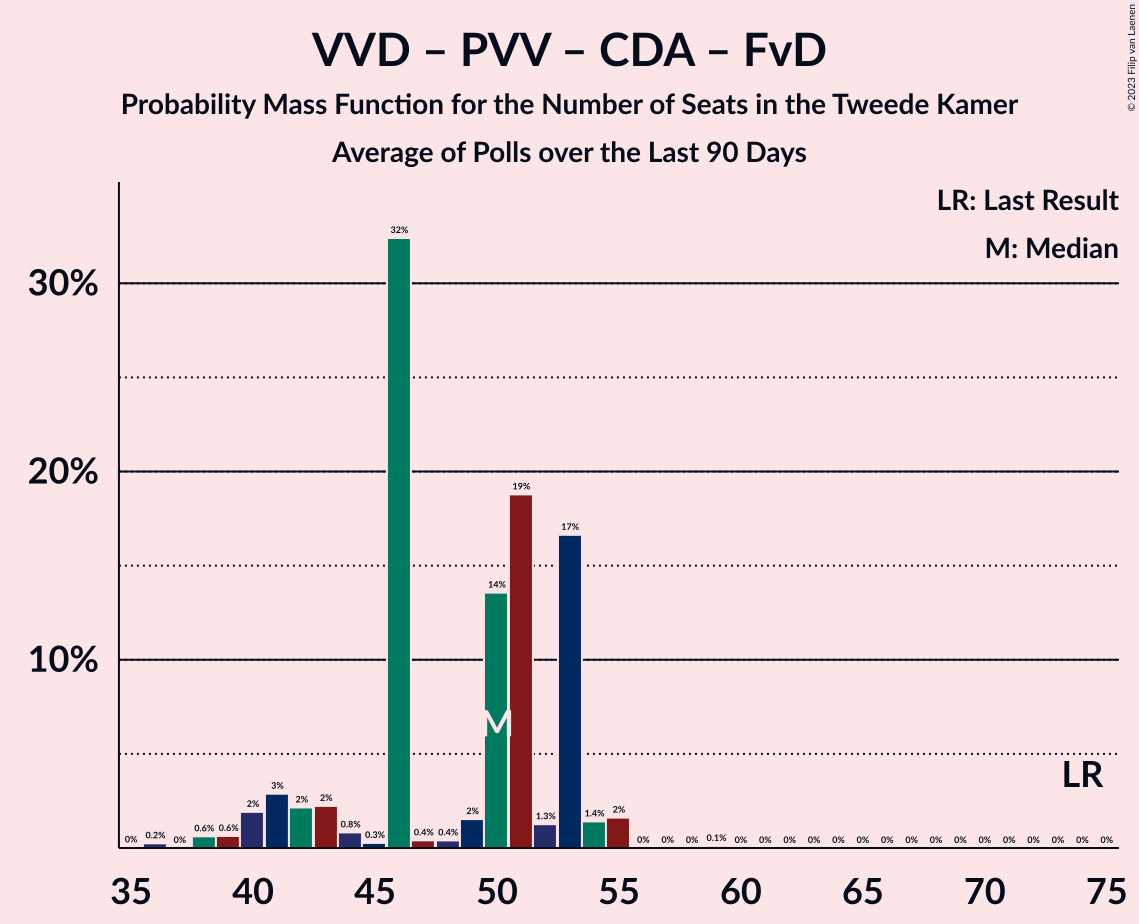 © 2023 Filip van Laenen
VVD – PVV – CDA – FvD
Probability Mass Function for the Number of Seats in the Tweede Kamer
Average of Polls over the Last 90 Days
LR: Last Result
M: Median
30%
20%
10%
0% 0.2% 0% 0.6% 0.6% 2% 3% 2% 2% 0.8% 0.3% 32% 0.4% 0.4% 2% 14% 19% 1.3% 17% 1.4% 2% 0% 0% 0% 0.1% 0% 0% 0% 0% 0% 0% 0% 0% 0% 0% 0% 0% 0% 0% 0% 0%
M
LR
35 40 45 50 55 60 65 70 75